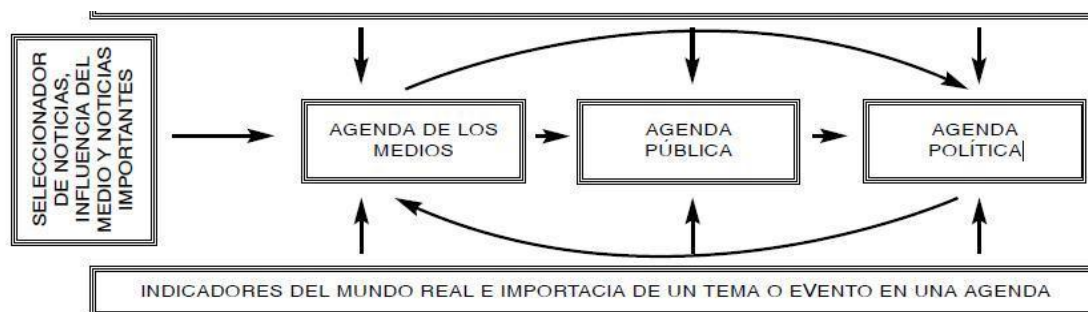 SELECCIONADOR
DE NOTICIAS,
INFLUENCIA DEL
MEDIO Y NOTICIAS
IMPORTANTES
AGENDA DE LOS
MEDIOS
AGENDA
PÚBLICA
AGENDA
POLÍTICA
INDICADORES DEL MUNDO REAL E IMPORTACIA DE UN TEMA O EVENTO EN UNA AGENDA